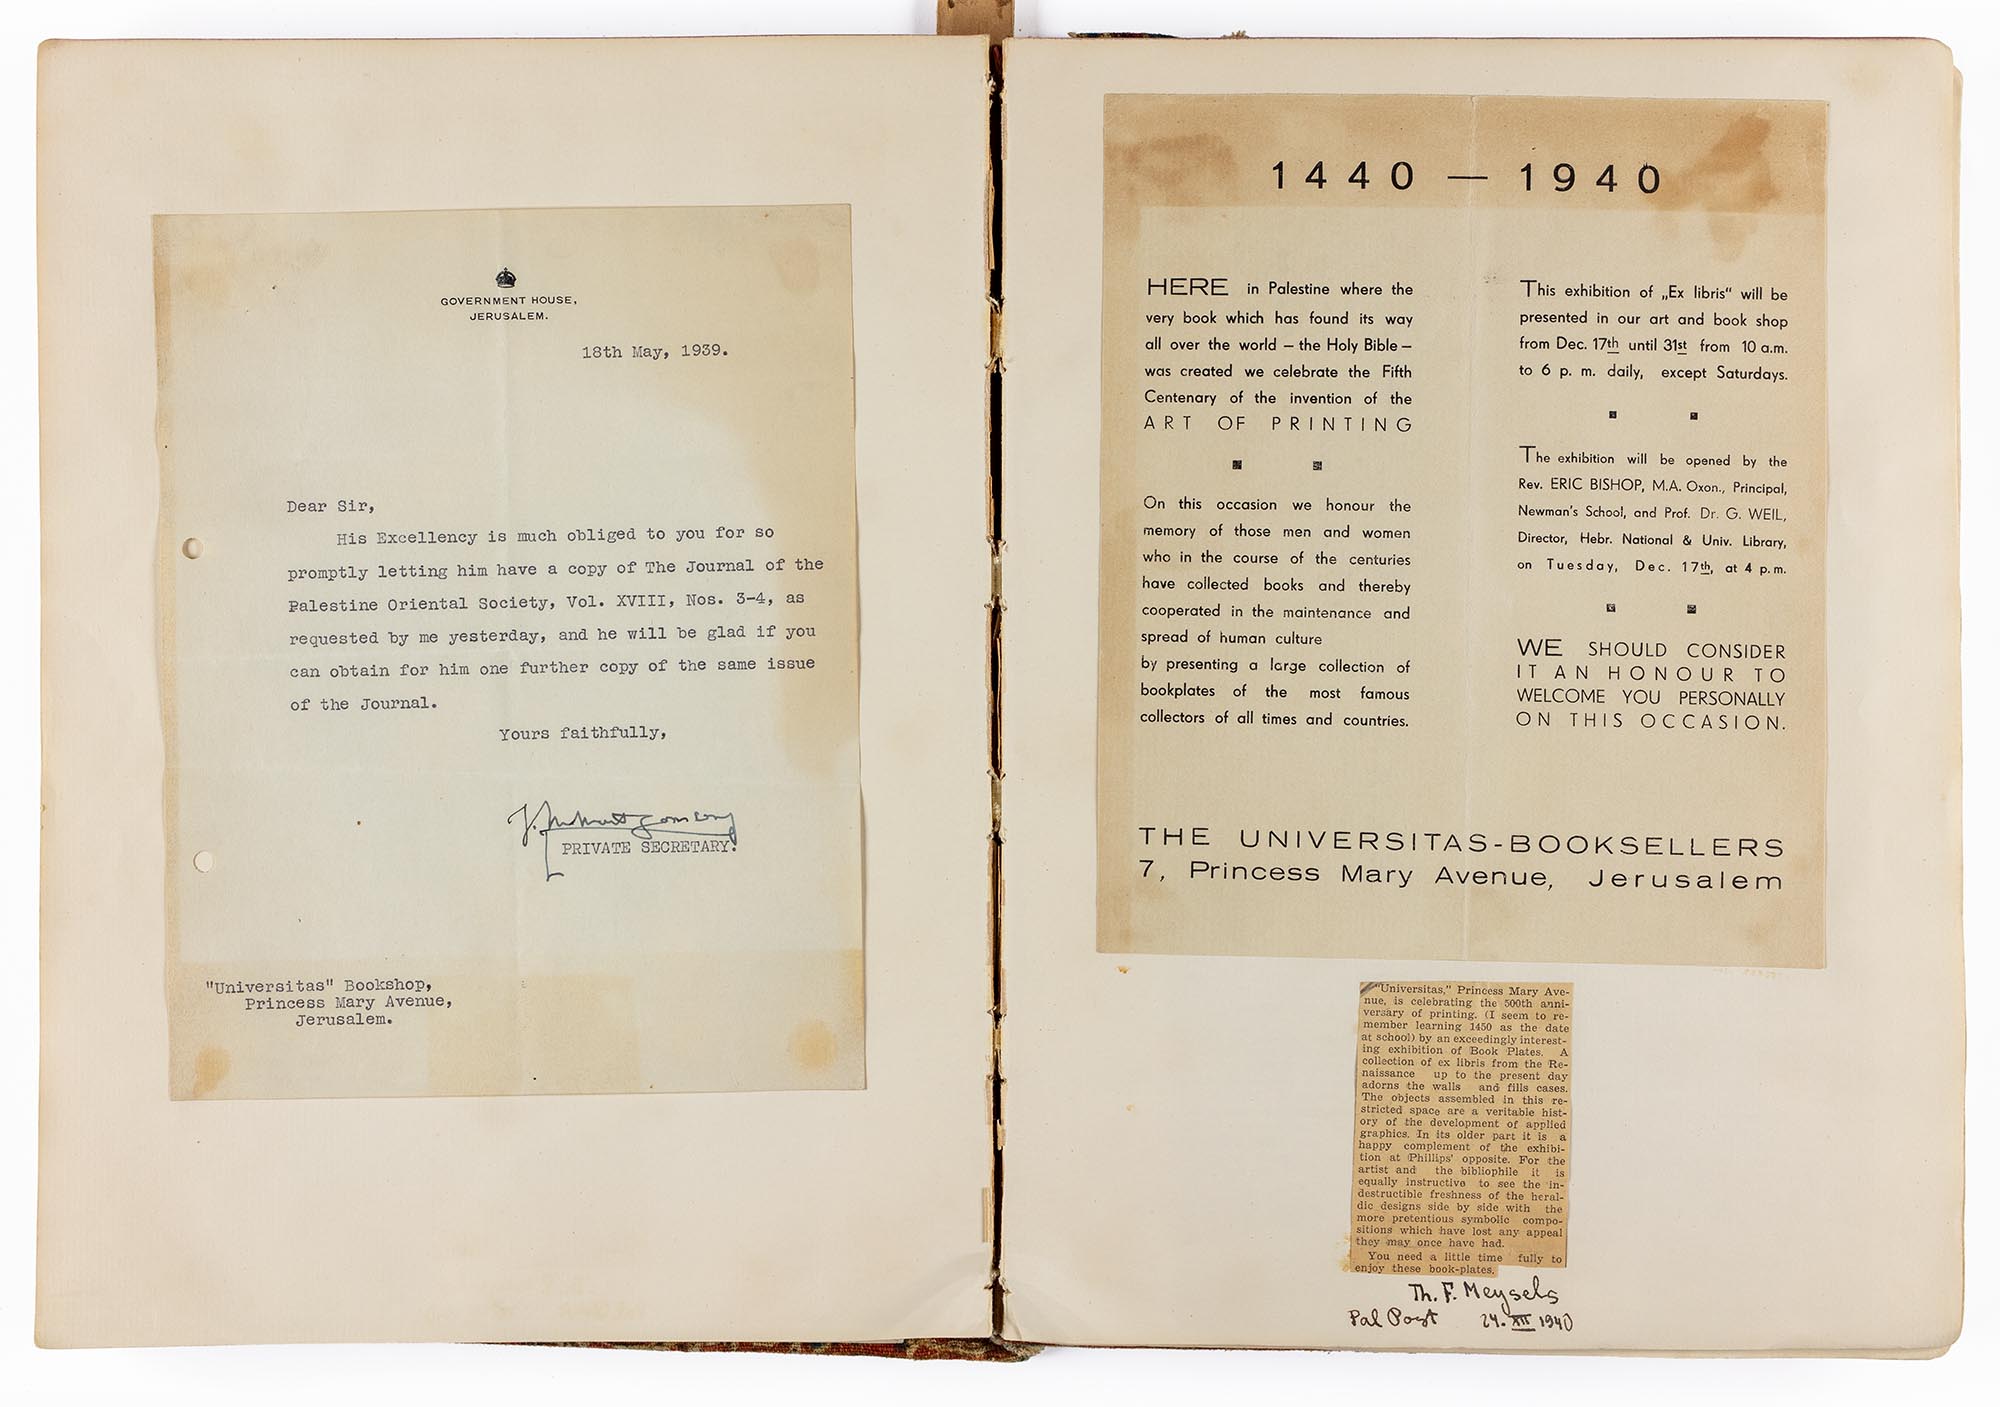 GOVERNMENT HOUSE,
JERUSALEM.
18th May, 1939.
Dear Sir,
His Excellency is much obliged to you for so
promptly letting him have a copy of The Journal of the
Palestine Oriental Society, Vol. XVIII, Nos. 3-4, as
requested by me yesterday, and he will be glad if you
can obtain for him one further copy of the same issue
of the Journal.
Yours faithfully,
PRIVATE SECRETARY.
"Universitas" Bookshop,
Princess Mary Avenue,
Jerusalem.
1440 — 1940
HERE in Palestine where the
very book which has found its way
all over the world – the Holy Bible –
was created we celebrate the Fifth
Centenary of the invention of the
ART OF PRINTING
On this occasion we honour the
memory of those men and women
who in the course of the centuries
have collected books and thereby
cooperated in the maintenance and
spread of human culture
by presenting a large collection of
bookplates of the most famous
collectors of all times and countries.
This exhibition of „Ex libris“ will be
presented in our art and book shop
from Dec. 17th until 31st from 10 a.m.
to 6 p. m. daily, except Saturdays.
The exhibition will be opened by the
Rev. ERIC BISHOP, M.A. Oxon., Principal,
Newman's School, and Prof. Dr. G. WEIL,
Director, Hebr. National & Univ. Library,
on Tuesday, Dec. 17th, at 4 p.m.
WE SHOULD CONSIDER
IT AN HONOUR TO
WELCOME YOU PERSONALLY
ON THIS OCCASION.
THE UNIVERSITAS-BOOKSELLERS
7, Princess Mary Avenue, Jerusalem
"Universitas," Princess Mary Ave-
nue, is celebrating the 500th anni-
versary of printing. (I seem to re-
member learning 1450 as the date
at school) by an exceedingly interest-
ing exhibition of Book Plates. A
collection of ex libris from the Re-
naissance up to the present day
adorns the walls and fills cases.
The objects assembled in this re-
stricted space are a veritable hist-
ory of the development of applied
graphics. In its older part it is a
happy complement of the exhibi-
tion at Phillips' opposite. For the
artist and the bibliophile it is
equally instructive to see the in-
destructible freshness of the heral-
dic designs side by side with the
more pretentious symbolic compo-
sitions which have lost any appeal
they may once have had.
You need a little time fully to
enjoy these book-plates.
Th. F. Meysels
Pal Post 24. XII 1940